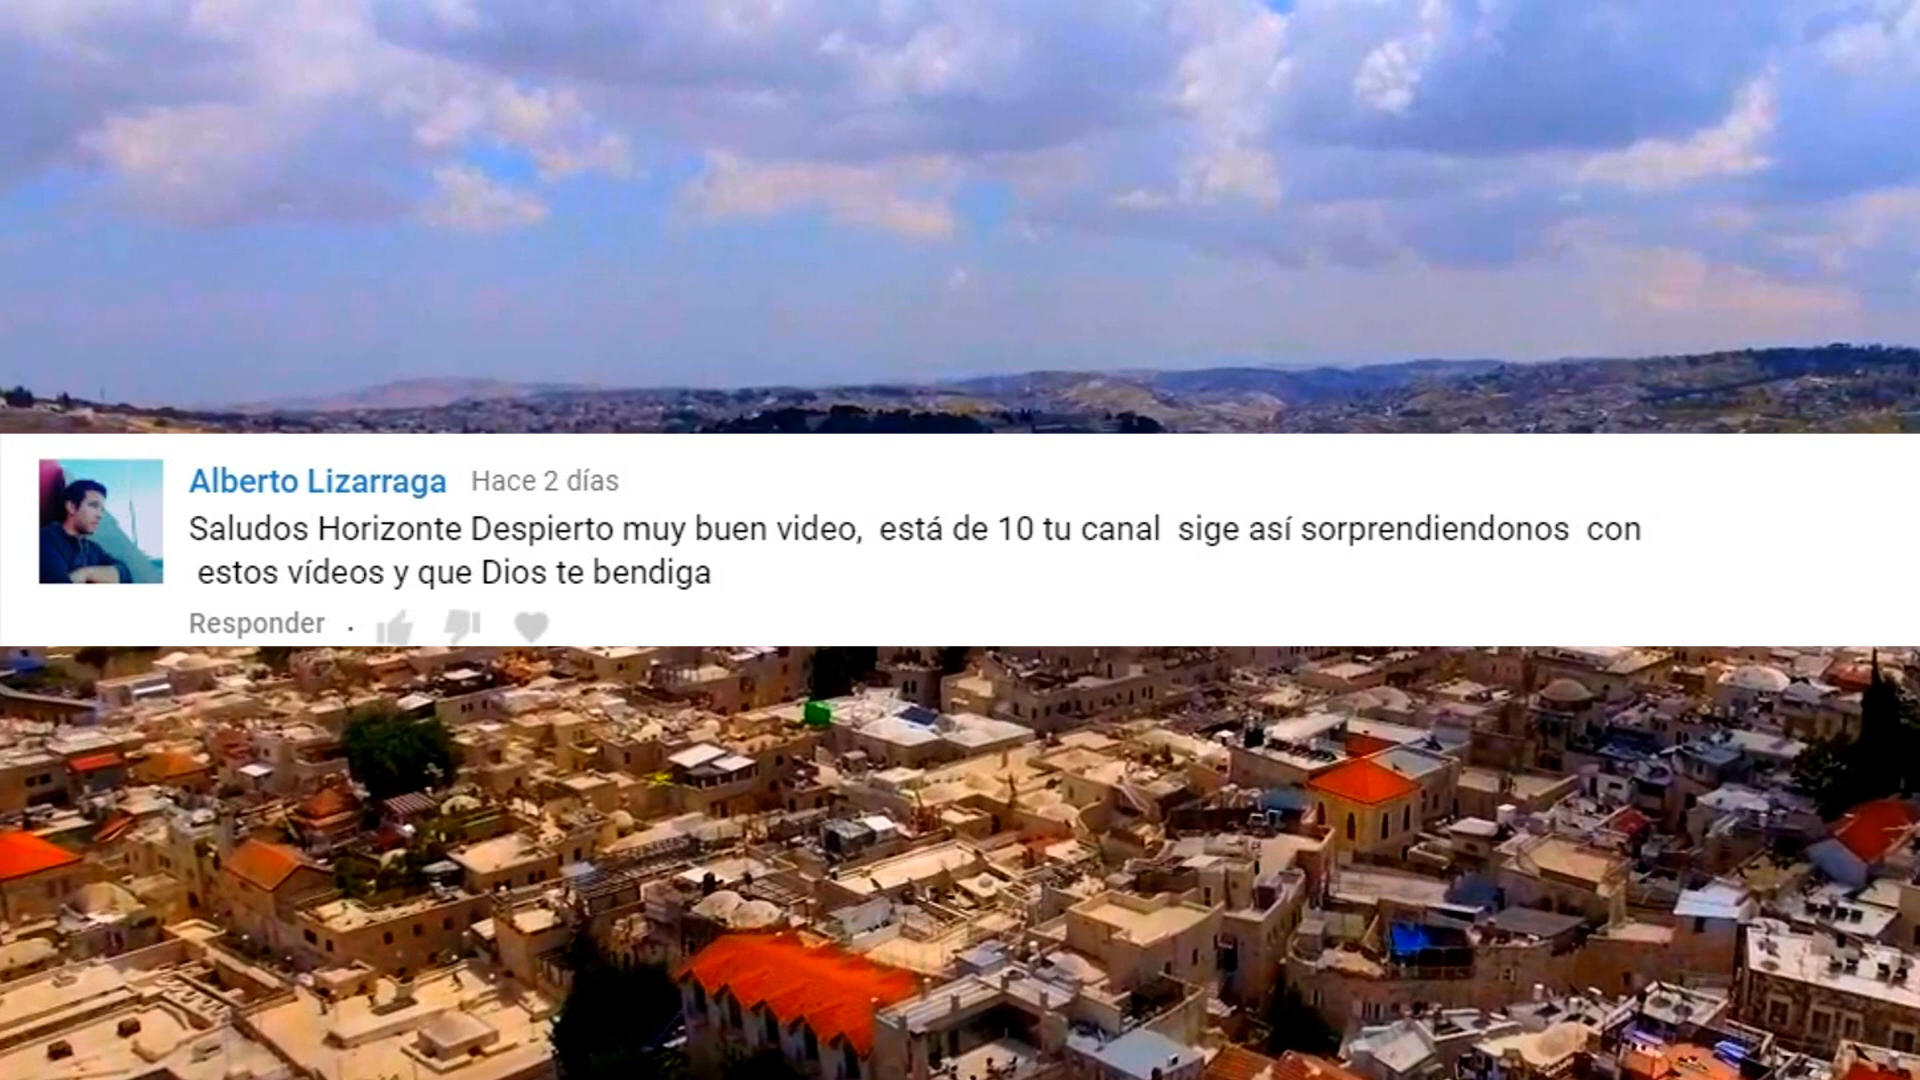 Alberto Lizarraga Hace 2 días
Saludos Horizonte Despierto muy buen video, está de 10 tu canal sige así sorprendiendonos con
estos vídeos y que Dios te bendiga
Responder .